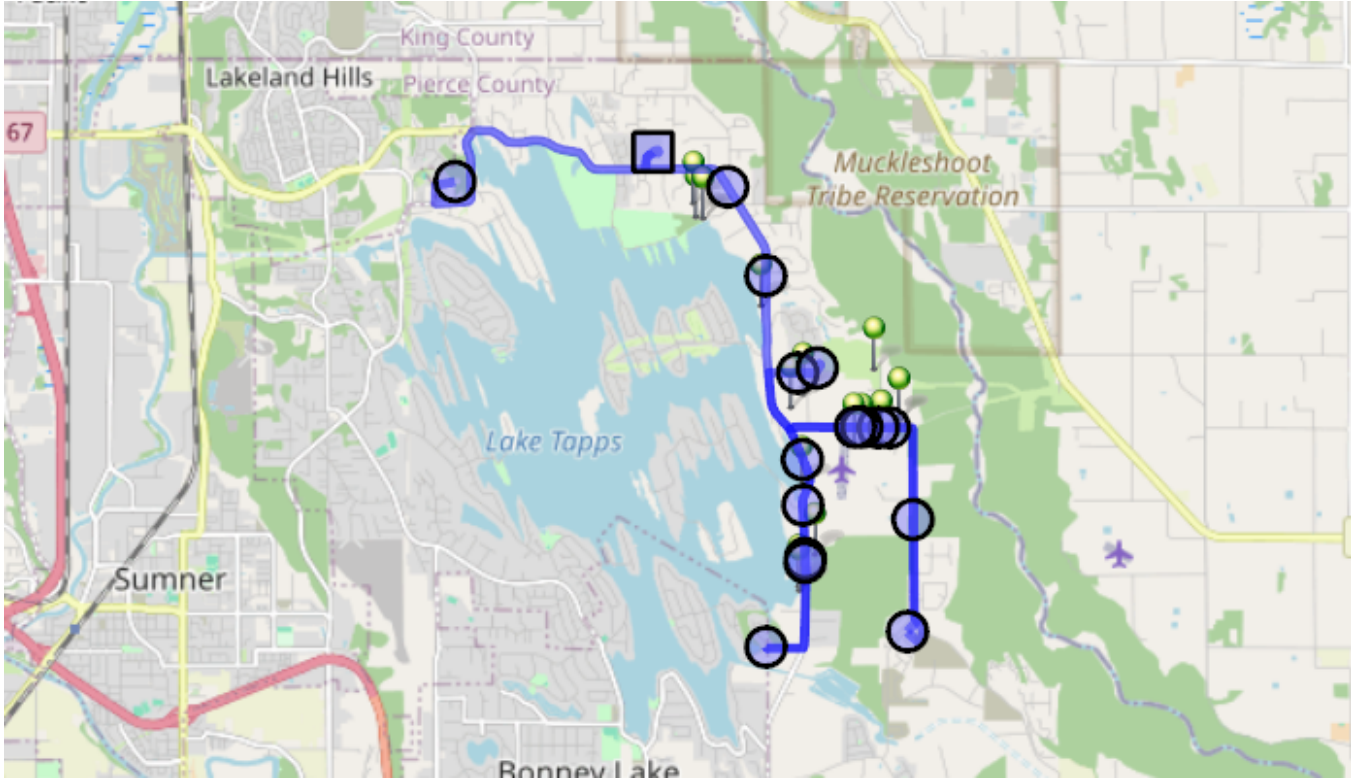 King County
Lakeland Hills
Pierce County
67
Muckleshoot
Tribe Reservation
Lake Tapps
Sumner
Bonney Lake